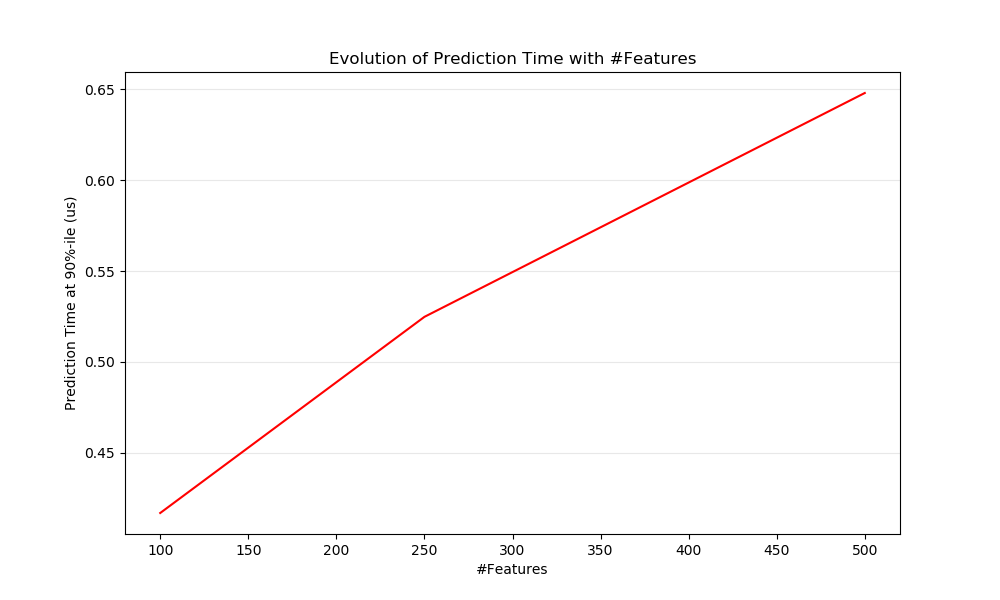 Evolution of Prediction Time with #Features
Prediction Time at 90%-ile (us)
0.65
0.60
0.55
0.50
0.45
100 150 200 250 300 350 400 450 500
#Features